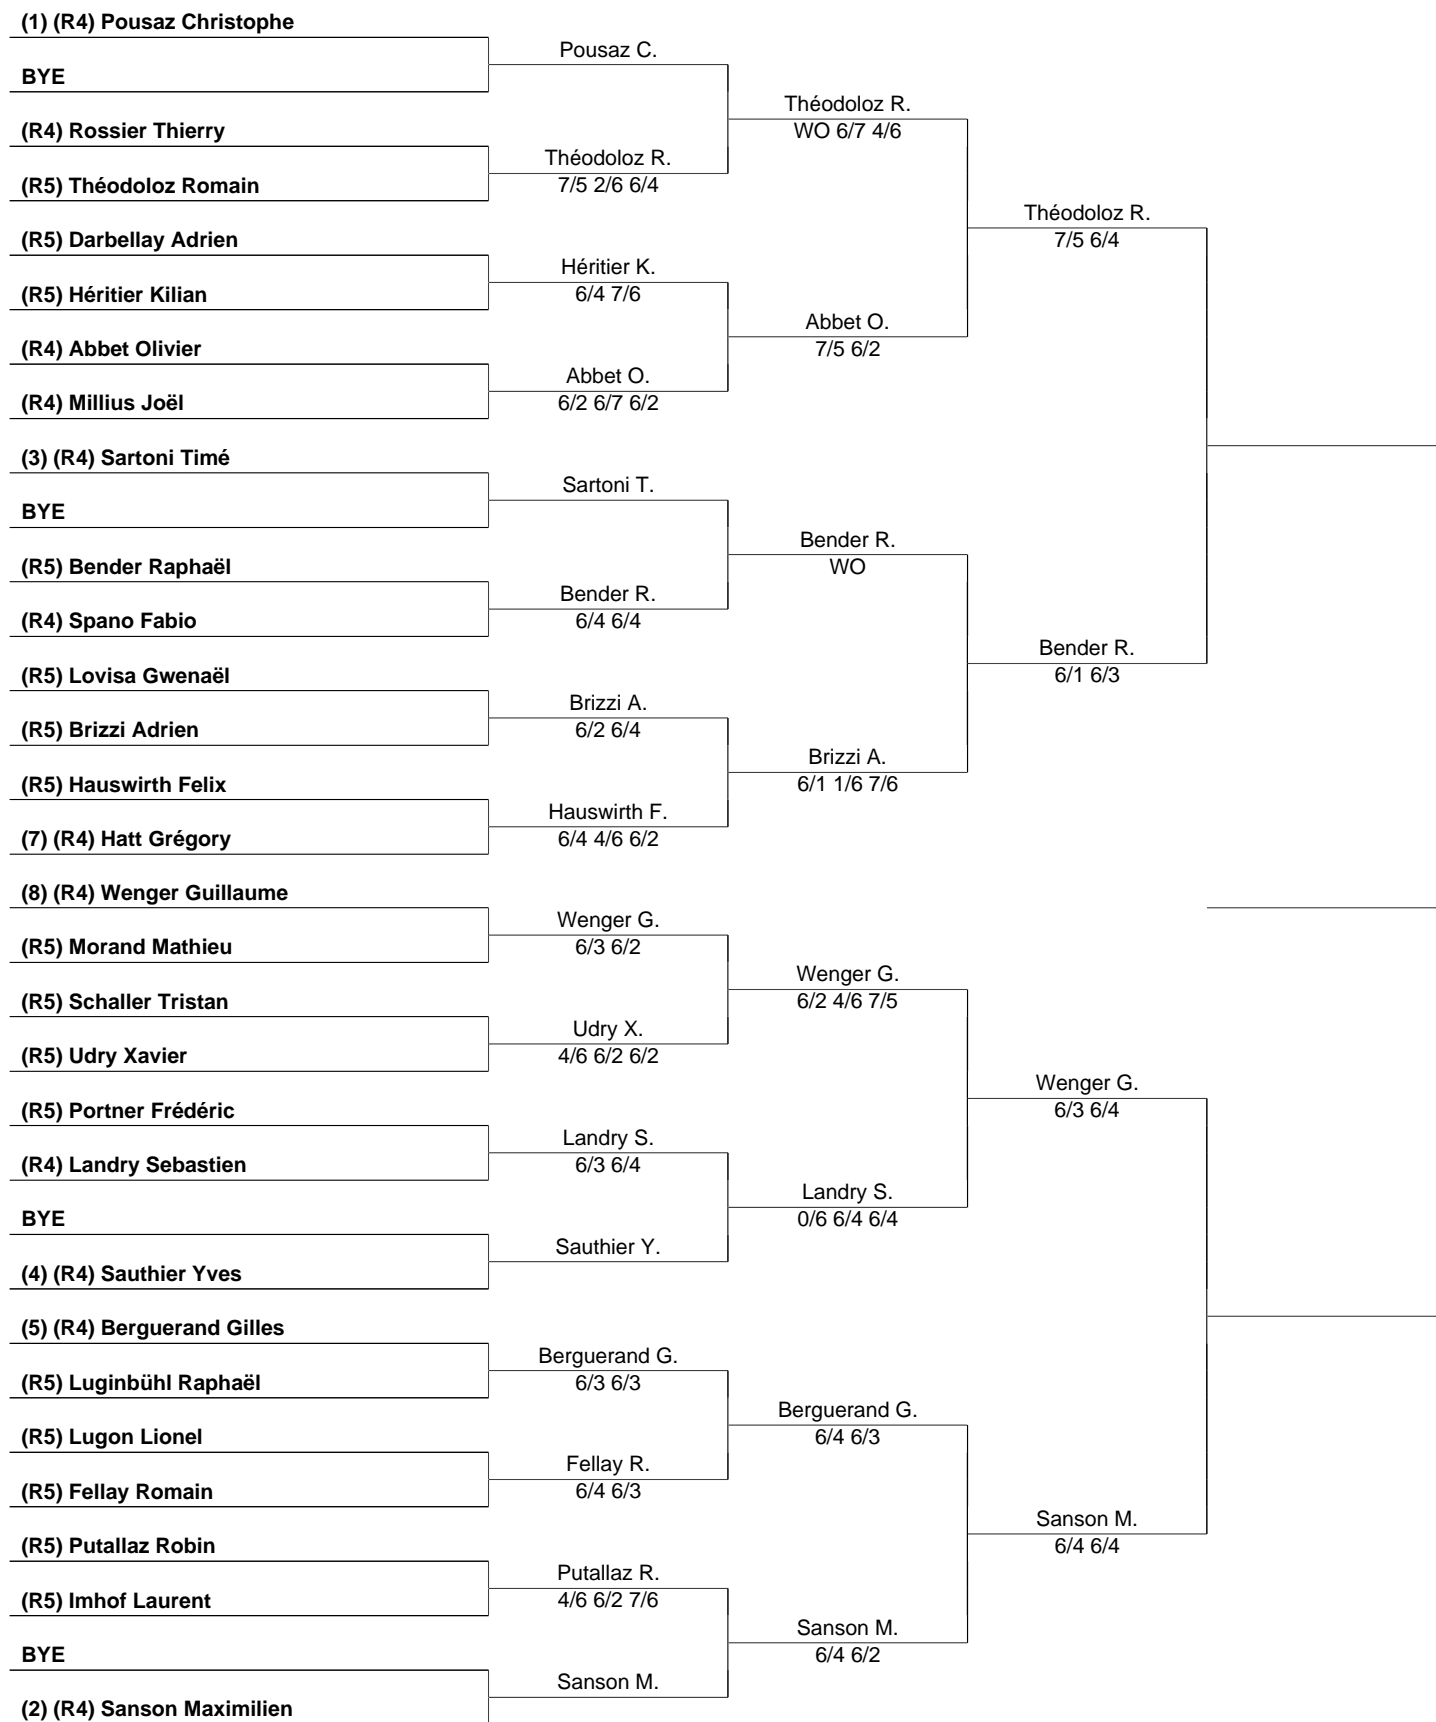 (1) (R4) Pousaz Christophe
Pousaz C.
BYE
Théodoloz R.
WO 6/7 4/6
(R4) Rossier Thierry
Théodoloz R.
7/5 2/6 6/4
(R5) Théodoloz Romain
Théodoloz R.
7/5 6/4
(R5) Darbellay Adrien
Héritier K.
6/4 7/6
(R5) Héritier Kilian
Abbet O.
7/5 6/2
(R4) Abbet Olivier
Abbet O.
6/2 6/7 6/2
(R4) Millius Joël
(3) (R4) Sartoni Timé
Sartoni T.
BYE
Bender R.
WO
(R5) Bender Raphaël
Bender R.
6/4 6/4
(R4) Spano Fabio
Bender R.
6/1 6/3
(R5) Lovisa Gwenaël
Brizzi A.
6/2 6/4
(R5) Brizzi Adrien
Brizzi A.
6/1 1/6 7/6
(R5) Hauswirth Felix
Hauswirth F.
6/4 4/6 6/2
(7) (R4) Hatt Grégory
(8) (R4) Wenger Guillaume
Wenger G.
6/3 6/2
(R5) Morand Mathieu
Wenger G.
6/2 4/6 7/5
(R5) Schaller Tristan
Udry X.
4/6 6/2 6/2
(R5) Udry Xavier
Wenger G.
6/3 6/4
(R5) Portner Frédéric
Landry S.
6/3 6/4
(R4) Landry Sebastien
Landry S.
0/6 6/4 6/4
BYE
Sauthier Y.
(4) (R4) Sauthier Yves
(5) (R4) Berguerand Gilles
Berguerand G.
6/3 6/3
(R5) Luginbühl Raphaël
Berguerand G.
6/4 6/3
(R5) Lugon Lionel
Fellay R.
6/4 6/3
(R5) Fellay Romain
Sanson M.
6/4 6/4
(R5) Putallaz Robin
Putallaz R.
4/6 6/2 7/6
(R5) Imhof Laurent
Sanson M.
6/4 6/2
BYE
Sanson M.
(2) (R4) Sanson Maximilien